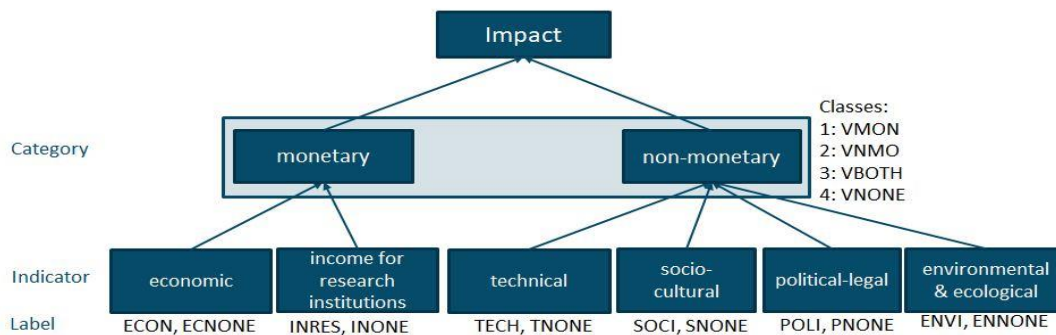 Impact
Classes:
Category
monetary
non-monetary
1: VMON
2: VNMO
3: VBOTH
4: VNONE
Indicator
economic
income for
research
institutions
technical
socio-
cultural
political-legal
environmental
& ecological
Label
ECON, ECNONE
INRES, INONE
TECH, TNONE
SOCI, SNONE
POLI, PNONE
ENVI, ENNONE